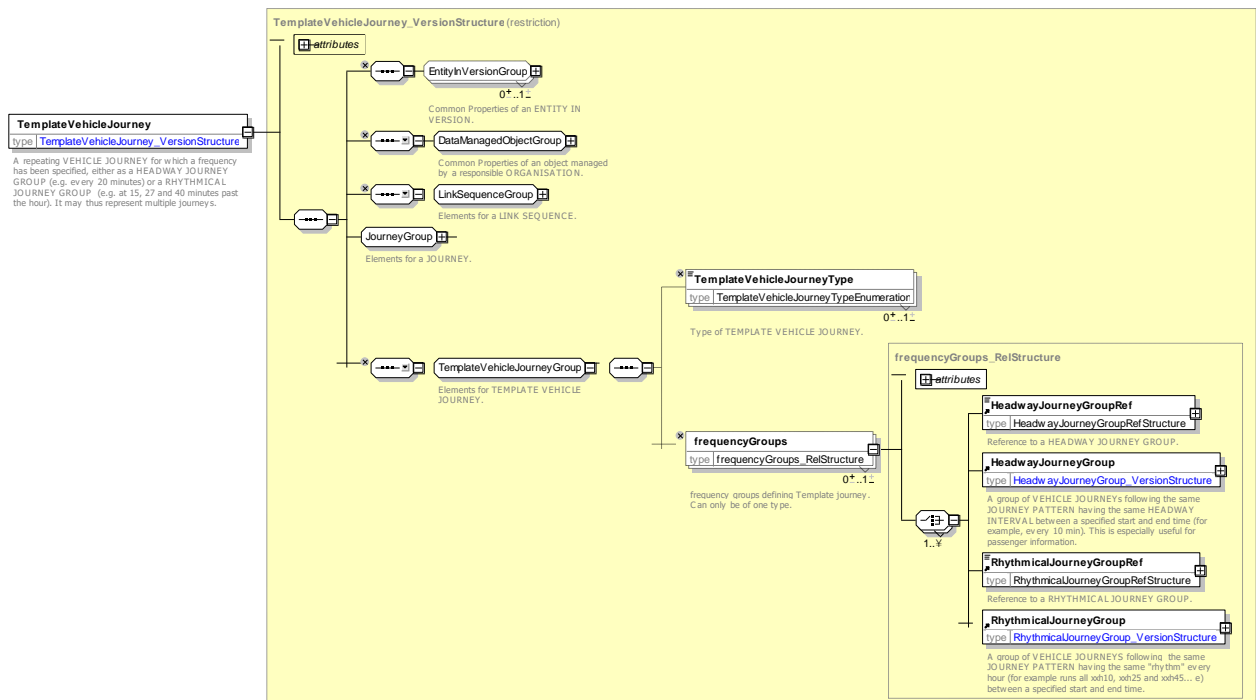 TemplateVehicleJourney_VersionStructure (restriction)
attributes
EntityInVersionGroup
0..1
Common Properties of an ENTITY IN
VERSION.
TemplateVehicleJourney
type TemplateVehicleJourney_VersionStructure
A repeating VEHICLE JOURNEY for which a frequency
has been specified, either as a HEADWAY JOURNEY
GROUP (e.g. every 20 minutes) or a RHYTHMICAL
JOURNEY GROUP (e.g. at 15, 27 and 40 minutes past
the hour). It may thus represent multiple journeys.
DataManagedObjectGroup
Common Properties of an object managed
by a responsible ORGANISATION.
LinkSequenceGroup
Elements for a LINK SEQUENCE.
JourneyGroup
Elements for a JOURNEY.
TemplateVehicleJourneyGroup
Elements for TEMPLATE VEHICLE
JOURNEY.
TemplateVehicleJourneyType
type TemplateVehicleJourneyTypeEnumeration
0..1
Type of TEMPLATE VEHICLE JOURNEY.
frequencyGroups
type frequencyGroups_RelStructure
0..1
frequency groups defining Template journey.
Can only be of one type.
frequencyGroups_RelStructure
attributes
1..¥
HeadwayJourneyGroupRef
type HeadwayJourneyGroupRefStructure
Reference to a HEADWAY JOURNEY GROUP.
HeadwayJourneyGroup
type HeadwayJourneyGroup_VersionStructure
A group of VEHICLE JOURNEYs following the same
JOURNEY PATTERN having the same HEADWAY
INTERVAL between a specified start and end time (for
example, every 10 min). This is especially useful for
passenger information.
RhythmicalJourneyGroupRef
type RhythmicalJourneyGroupRefStructure
Reference to a RHYTHMICAL JOURNEY GROUP.
RhythmicalJourneyGroup
type RhythmicalJourneyGroup_VersionStructure
A group of VEHICLE JOURNEYS following the same
JOURNEY PATTERN having the same "rhythm" every
hour (for example runs all xxh10, xxh25 and xxh45... e)
between a specified start and end time.